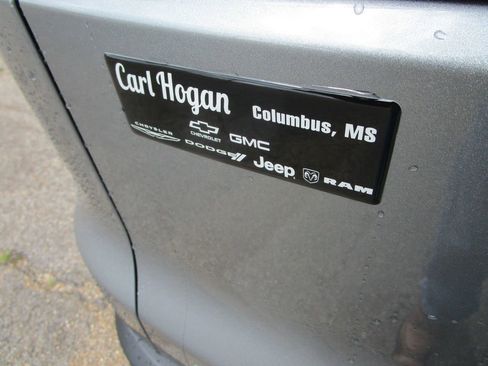 Carl Hogan Columbus, MS
CHRYSLER CHEVROLET GMC
DODGE Jeep RAM